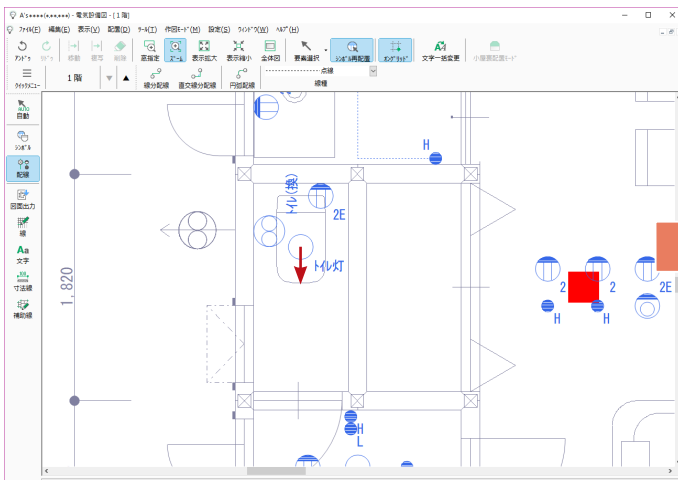 A's●●●●(●,●●,●●●) - 電気設備図 - [1 階]
ファイル(F) 編集(E) 表示(V) 配置(D) ツール(T) 作図モード(M) 設定(S) ウィンドウ(W) ヘルプ(H)
アンドゥ リドゥ 移動 複写 削除 窓指定 ズーム 表示拡大 表示縮小 全体図 要素選択 シンボル再配置 オングリッド 文字一括変更 小屋裏配置モード
クイックメニュー 1 階 ▼ ▲ 線分配線 直交線分配線 円弧配線 点線
線種
AUTO
自動
シンボル
配線
図面出力
線
Aa
文字
寸法線
補助線
1,820
トイレ(換)
2E
トイレ灯
H
2
2
2E
H
H
H
L